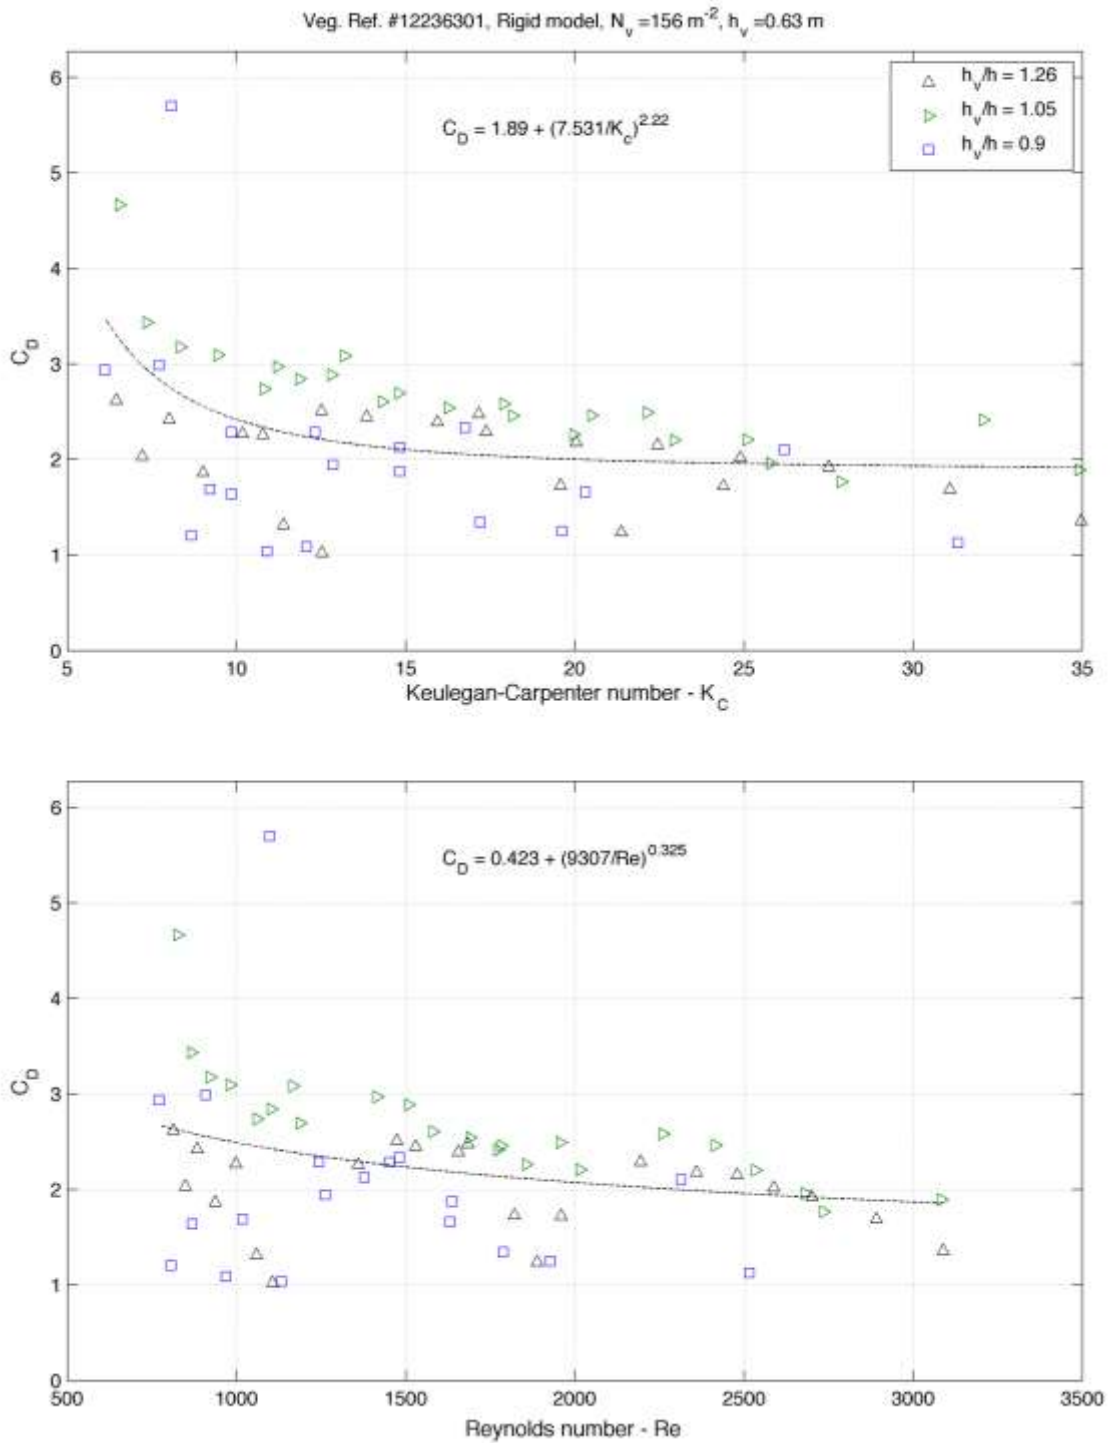 Veg. Ref. #12236301, Rigid model, N_v =156 m^-2, h_v =0.63 m
6
5
4
3
2
1
0
C_D
C_D = 1.89 + (7.531/K_c)^2.22
h_v/h = 1.26
h_v/h = 1.05
h_v/h = 0.9
5 10 15 20 25 30 35
Keulegan-Carpenter number - K_C
6
5
4
3
2
1
0
C_D
C_D = 0.423 + (9307/Re)^0.325
500 1000 1500 2000 2500 3000 3500
Reynolds number - Re